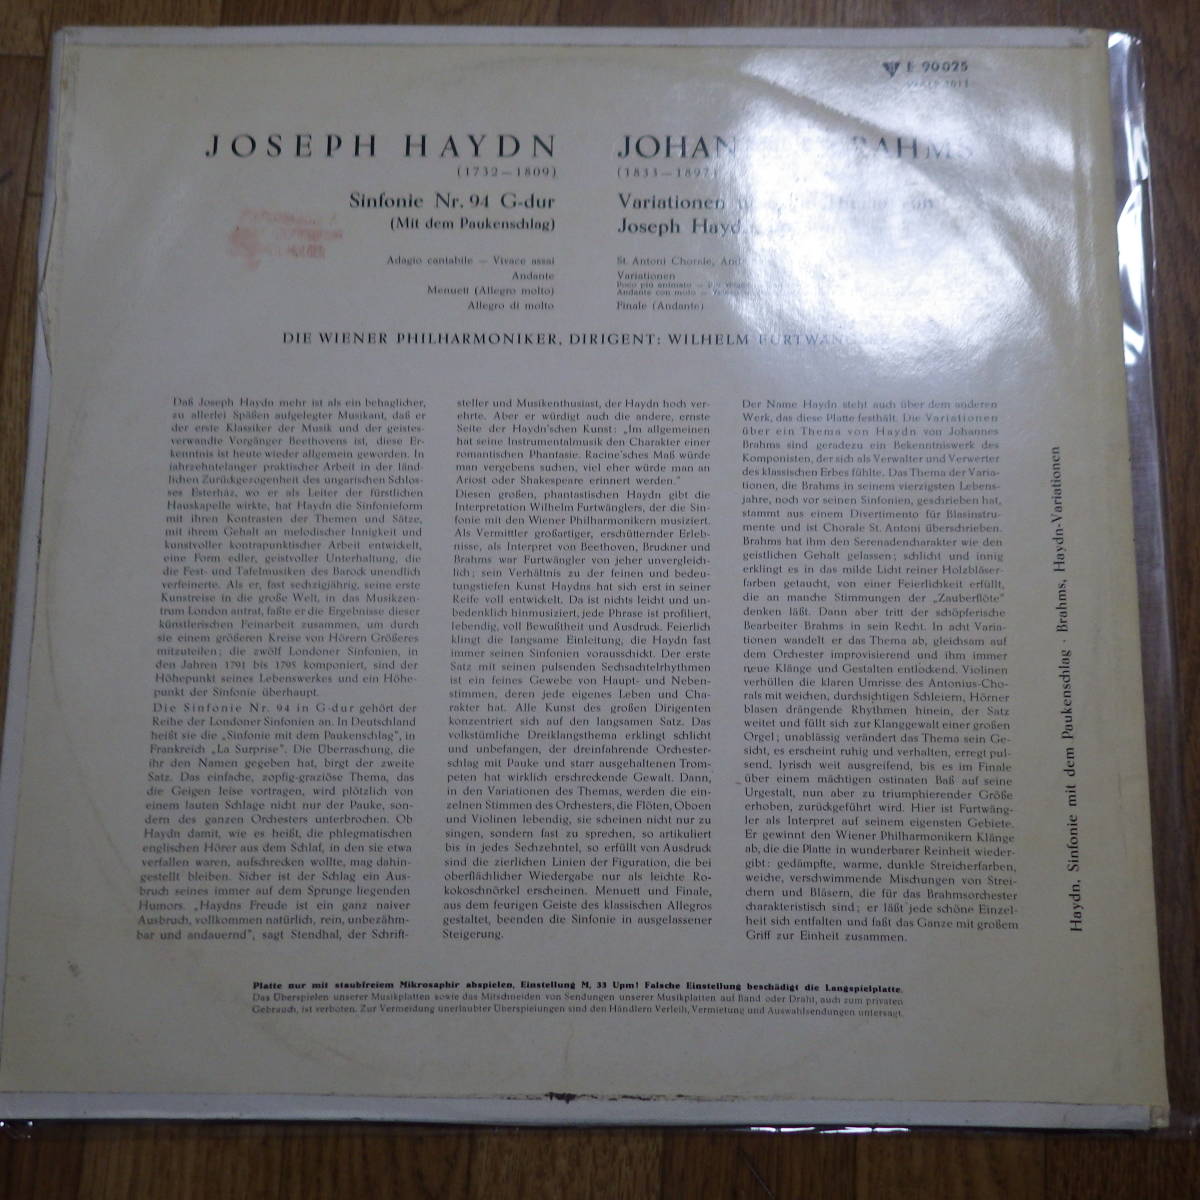 E 90025
JOSEPH HAYDN
(1732–1809)
Sinfonie Nr. 94 G-dur
(Mit dem Paukenschlag)
Adagio cantabile – Vivace assai
Andante
Menuett (Allegro molto)
Allegro di molto
JOHAN
(1833–1897)
Variationen
Joseph
St. Antoni Chorale,
Variationen
Poco più animato
Andante con moto
Finale (Andante)
DIE WIENER PHILHARMONIKER, DIRIGENT: WILHELM FURTWÄNGLER
Daß Joseph Haydn mehr ist als ein behaglicher,
zu allerlei Späßen aufgelegter Musikant, daß er
der erste Klassiker der Musik und der geistes-
verwandte Vorgänger Beethovens ist, diese Er-
kenntnis ist heute wieder allgemein geworden. In
jahrzehntelanger praktischer Arbeit in der länd-
lichen Zurückgezogenheit des ungarischen Schlos-
ses Esterház, wo er als Leiter der fürstlichen
Hauskapelle wirkte, hat Haydn die Sinfonieform
mit ihren Kontrasten der Themen und Sätze,
mit ihrem Gehalt an melodischer Innigkeit und
kunstvoller kontrapunktischer Arbeit entwickelt,
eine Form edler, geistvoller Unterhaltung, die
die Fest- und Tafelmusiken des Barock unendlich
verfeinerte. Als er, fast sechzigjährig, seine erste
Kunstreise in die große Welt, in das Musikzen-
trum London antrat, faßte er die Ergebnisse dieser
künstlerischen Feinarbeit zusammen, um durch
sie einem größeren Kreise von Hörern Größeres
mitzuteilen; die zwölf Londoner Sinfonien, in
den Jahren 1791 bis 1795 komponiert, sind der
Höhepunkt seines Lebenswerkes und ein Höhe-
punkt der Sinfonie überhaupt.
Die Sinfonie Nr. 94 in G-dur gehört der
Reihe der Londoner Sinfonien an. In Deutschland
heißt sie die „Sinfonie mit dem Paukenschlag", in
Frankreich „La Surprise". Die Überraschung, die
ihr den Namen gegeben hat, birgt der zweite
Satz. Das einfache, zopfig-graziöse Thema, das
die Geigen leise vortragen, wird plötzlich von
einem lauten Schlage nicht nur der Pauke, son-
dern des ganzen Orchesters unterbrochen. Ob
Haydn damit, wie es heißt, die phlegmatischen
englischen Hörer aus dem Schlaf, in den sie etwa
verfallen waren, aufschrecken wollte, mag dahin-
gestellt bleiben. Sicher ist der Schlag ein Aus-
bruch seines immer auf dem Sprunge liegenden
Humors. „Haydns Freude ist ein ganz naiver
Ausbruch, vollkommen natürlich, rein, unbezähm-
bar und andauernd", sagt Stendhal, der Schrift-
steller und Musikenthusiast, der Haydn hoch ver-
ehrte. Aber er würdigt auch die andere, ernste
Seite der Haydn'schen Kunst: „Im allgemeinen
hat seine Instrumentalmusik den Charakter einer
romantischen Phantasie. Racine'sches Maß würde
man vergebens suchen, viel eher würde man an
Ariost oder Shakespeare erinnert werden."
Diesen großen, phantastischen Haydn gibt die
Interpretation Wilhelm Furtwänglers, der die Sin-
fonie mit den Wiener Philharmonikern musiziert.
Als Vermittler großartiger, erschütternder Erleb-
nisse, als Interpret von Beethoven, Bruckner und
Brahms war Furtwängler von jeher unvergleich-
lich; sein Verhältnis zu der feinen und bedeu-
tungstiefen Kunst Haydns hat sich erst in seiner
Reife voll entwickelt. Da ist nichts leicht und un-
bedenklich hinmusiziert, jede Phrase ist profiliert,
lebendig, voll Bewußtheit und Ausdruck. Feierlich
klingt die langsame Einleitung, die Haydn fast
immer seinen Sinfonien vorausschickt. Der erste
Satz mit seinen pulsenden Sechsachtelrhythmen
ist ein feines Gewebe von Haupt- und Neben-
stimmen, deren jede eigenes Leben und Cha-
rakter hat. Alle Kunst des großen Dirigenten
konzentriert sich auf den langsamen Satz. Das
volkstümliche Dreiklangsthema erklingt schlicht
und unbefangen, der dreinfahrende Orchester-
schlag mit Pauke und starr ausgehaltenen Trom-
peten hat wirklich erschreckende Gewalt. Dann,
in den Variationen des Themas, werden die ein-
zelnen Stimmen des Orchesters, die Flöten, Oboen
und Violinen lebendig, sie scheinen nicht nur zu
singen, sondern fast zu sprechen, so artikuliert
bis in jedes Sechzehntel, so erfüllt von Ausdruck
sind die zierlichen Linien der Figuration, die bei
oberflächlicher Wiedergabe nur als leichte Ro-
kokoschnörkel erscheinen. Menuett und Finale,
aus dem feurigen Geiste des klassischen Allegros
gestaltet, beenden die Sinfonie in ausgelassener
Steigerung.
Der Name Haydn steht auch über dem anderen
Werk, das diese Platte festhält. Die Variationen
über ein Thema von Haydn von Johannes
Brahms sind geradezu ein Bekenntniswerk des
Komponisten, der sich als Verwalter und Verwerter
des klassischen Erbes fühlte. Das Thema der Varia-
tionen, die Brahms in seinem vierzigsten Lebens-
jahre, noch vor seinen Sinfonien, geschrieben hat,
stammt aus einem Divertimento für Blasinstru-
mente und ist Chorale St. Antoni überschrieben.
Brahms hat ihm den Serenadencharakter wie den
geistlichen Gehalt gelassen; schlicht und innig
erklingt es in das milde Licht reiner Holzbläser-
farben getaucht, von einer Feierlichkeit erfüllt,
die an manche Stimmungen der „Zauberflöte"
denken läßt. Dann aber tritt der schöpferische
Bearbeiter Brahms in sein Recht. In acht Varia-
tionen wandelt er das Thema ab, gleichsam auf
dem Orchester improvisierend und ihm immer
neue Klänge und Gestalten entlockend. Violinen
verhüllen die klaren Umrisse des Antonius-Cho-
rals mit weichen, durchsichtigen Schleiern, Hörner
blasen drängende Rhythmen hinein, der Satz
weitet und füllt sich zur Klanggewalt einer großen
Orgel; unablässig verändert das Thema sein Ge-
sicht, es erscheint ruhig und verhalten, erregt pul-
send, lyrisch weit ausgreifend, bis es im Finale
über einem mächtigen ostinaten Baß auf seine
Urgestalt, nun aber zu triumphierender Größe
erhoben, zurückgeführt wird. Hier ist Furtwäng-
ler als Interpret auf seinem eigensten Gebiete.
Er gewinnt den Wiener Philharmonikern Klänge
ab, die die Platte in wunderbarer Reinheit wieder-
gibt: gedämpfte, warme, dunkle Streicherfarben,
weiche, verschwimmende Mischungen von Strei-
chern und Bläsern, die für das Brahmsorchester
charakteristisch sind; er läßt jede schöne Einzel-
heit sich entfalten und faßt das Ganze mit großem
Griff zur Einheit zusammen.
Haydn, Sinfonie mit dem Paukenschlag · Brahms, Haydn-Variationen
Platte nur mit staubfreiem Mikrosaphir abspielen, Einstellung M, 33 Upm! Falsche Einstellung beschädigt die Langspielplatte.
Das Überspielen unserer Musikplatten sowie das Mitschneiden von Sendungen unserer Musikplatten auf Band oder Draht, auch zum privaten
Gebrauch, ist verboten. Zur Vermeidung unerlaubter Überspielungen sind den Händlern Verleih, Vermietung und Auswahlsendungen untersagt.